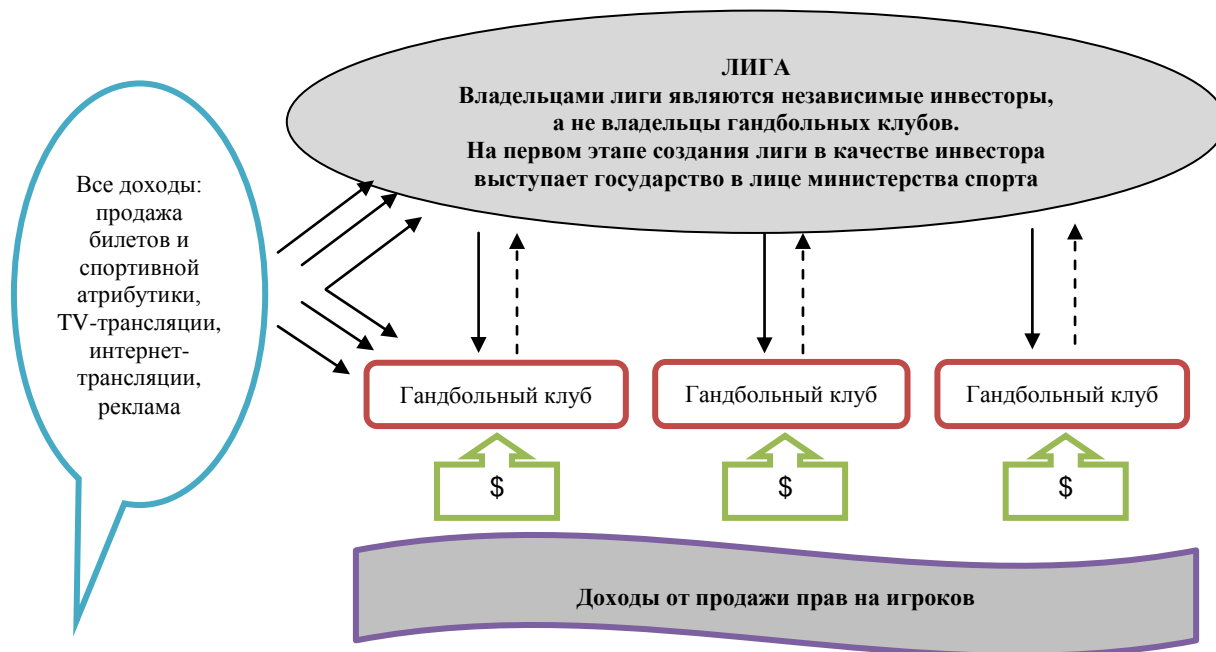 ЛИГА
Владельцами лиги являются независимые инвесторы,
а не владельцы гандбольных клубов.
На первом этапе создания лиги в качестве инвестора
выступает государство в лице министерства спорта
Все доходы:
продажа
билетов и
спортивной
атрибутики,
TV-трансляции,
интернет-
трансляции,
реклама
Гандбольный клуб
Гандбольный клуб
Гандбольный клуб
$
$
$
Доходы от продажи прав на игроков